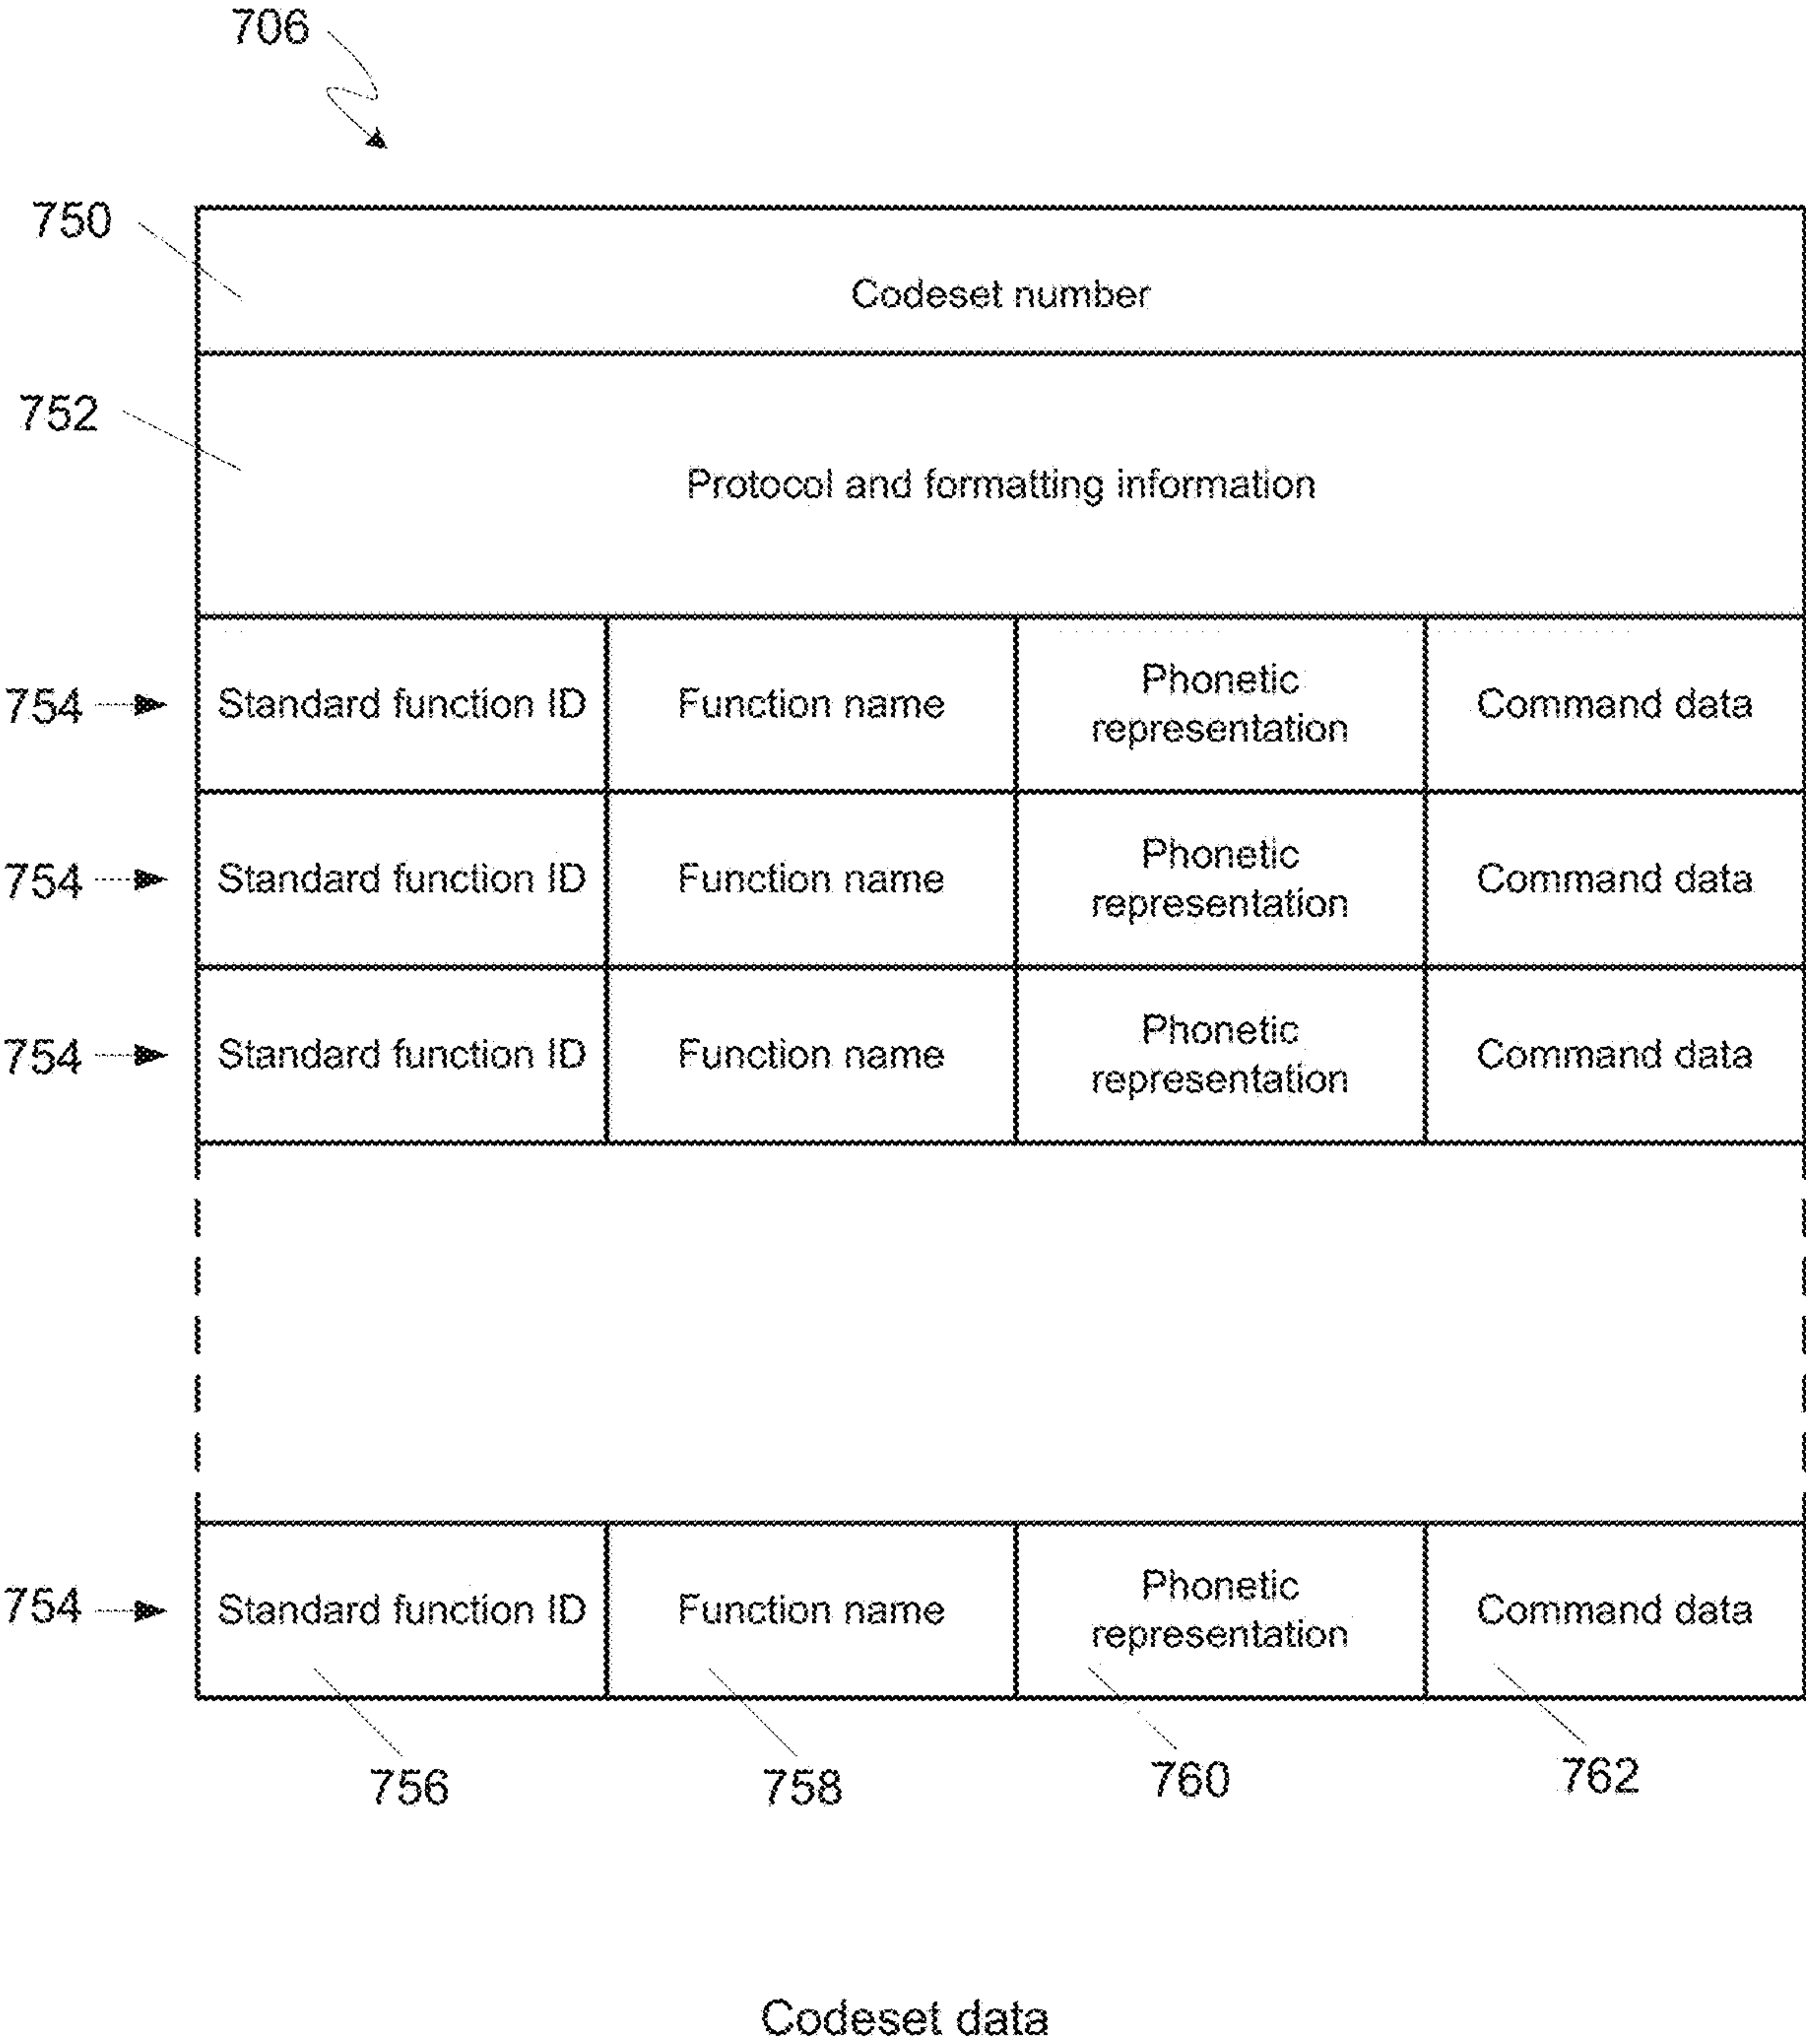 706
750
Codeset number
752
Protocol and formatting information
754 Standard function ID Function name Phonetic representation Command data
754 Standard function ID Function name Phonetic representation Command data
754 Standard function ID Function name Phonetic representation Command data
754 Standard function ID Function name Phonetic representation Command data
756 758 760 762
Codeset data